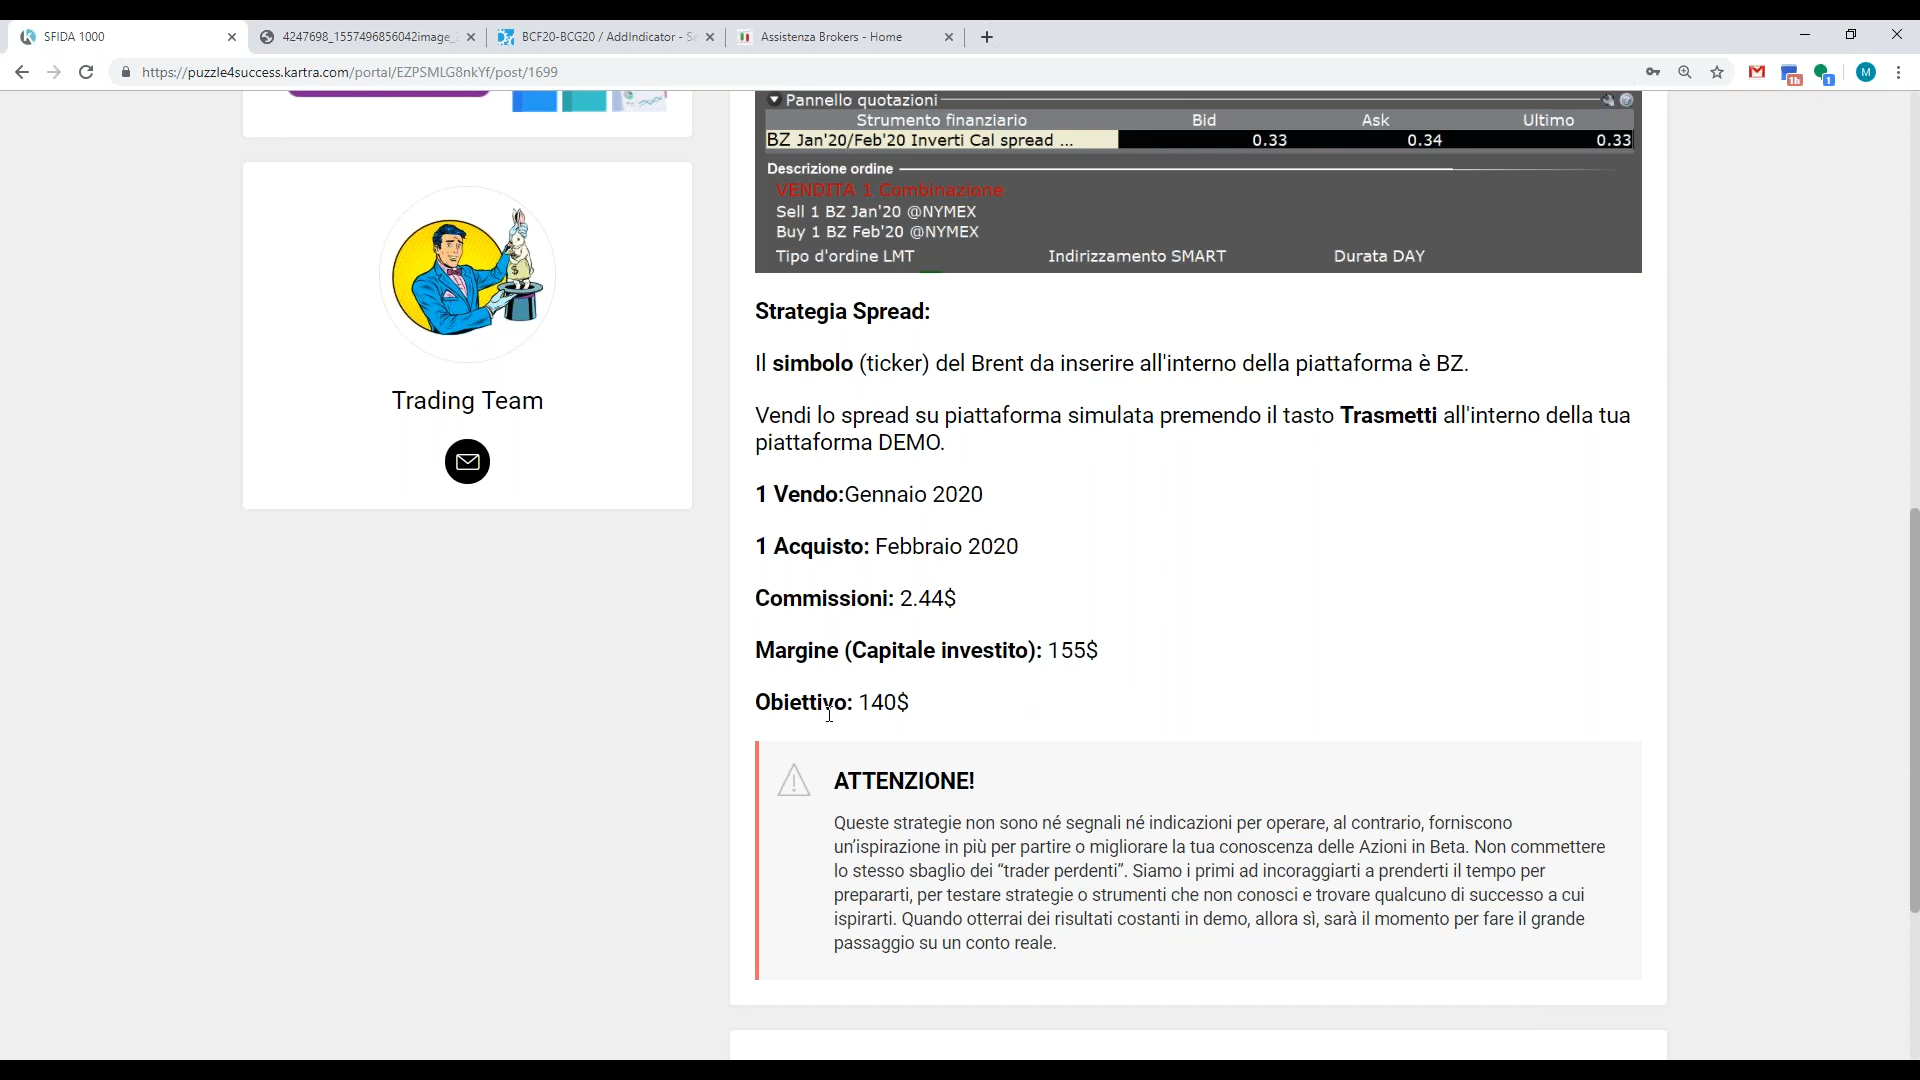 SFIDA 1000
4247698_1557496856042image_
BCF20-BCG20 / AddIndicator - S
Assistenza Brokers - Home
https://puzzle4success.kartra.com/portal/EZPSMLG8nkYf/post/1699
1h
1
M
Pannello quotazioni
Strumento finanziario Bid Ask Ultimo
BZ Jan'20/Feb'20 Inverti Cal spread ... 0.33 0.34 0.33
Descrizione ordine
VENDITA 1 Combinazione
Sell 1 BZ Jan'20 @NYMEX
Buy 1 BZ Feb'20 @NYMEX
Tipo d'ordine LMT Indirizzamento SMART Durata DAY
$
Trading Team
Strategia Spread:
Il simbolo (ticker) del Brent da inserire all'interno della piattaforma è BZ.
Vendi lo spread su piattaforma simulata premendo il tasto Trasmetti all'interno della tua
piattaforma DEMO.
1 Vendo:Gennaio 2020
1 Acquisto: Febbraio 2020
Commissioni: 2.44$
Margine (Capitale investito): 155$
Obiettivo: 140$
ATTENZIONE!
Queste strategie non sono né segnali né indicazioni per operare, al contrario, forniscono
un'ispirazione in più per partire o migliorare la tua conoscenza delle Azioni in Beta. Non commettere
lo stesso sbaglio dei “trader perdenti”. Siamo i primi ad incoraggiarti a prenderti il tempo per
prepararti, per testare strategie o strumenti che non conosci e trovare qualcuno di successo a cui
ispirarti. Quando otterrai dei risultati costanti in demo, allora sì, sarà il momento per fare il grande
passaggio su un conto reale.